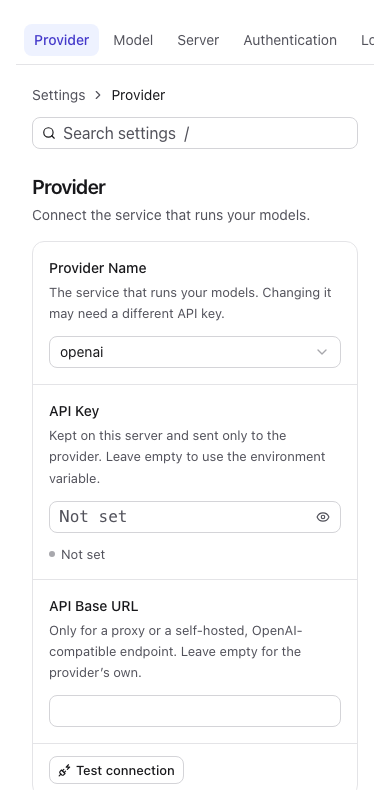 Provider Model Server Authentication Lo
Settings > Provider
Search settings /
Provider
Connect the service that runs your models.
Provider Name
The service that runs your models. Changing it
may need a different API key.
openai
API Key
Kept on this server and sent only to the
provider. Leave empty to use the environment
variable.
Not set
Not set
API Base URL
Only for a proxy or a self-hosted, OpenAI-
compatible endpoint. Leave empty for the
provider’s own.
Test connection